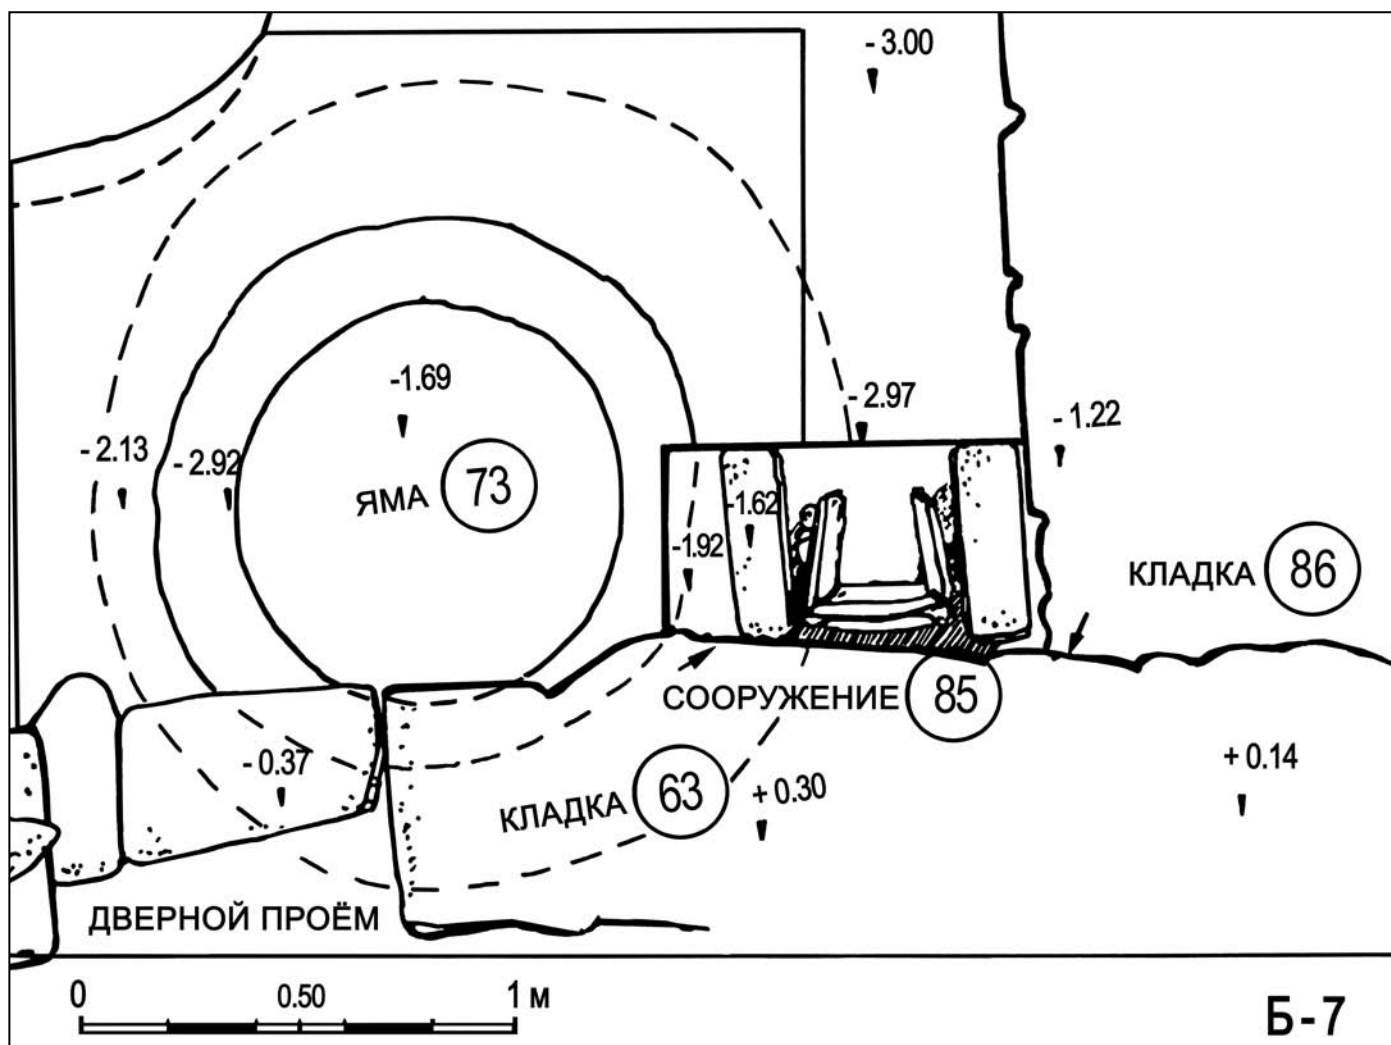 - 3.00
-1.69
- 2.97
- 1.22
- 2.13
- 2.92
ЯМА 73
-1.62
-1.92
КЛАДКА 86
СООРУЖЕНИЕ 85
- 0.37
КЛАДКА 63
+ 0.30
+ 0.14
ДВЕРНОЙ ПРОЁМ
0 0.50 1 м
Б-7